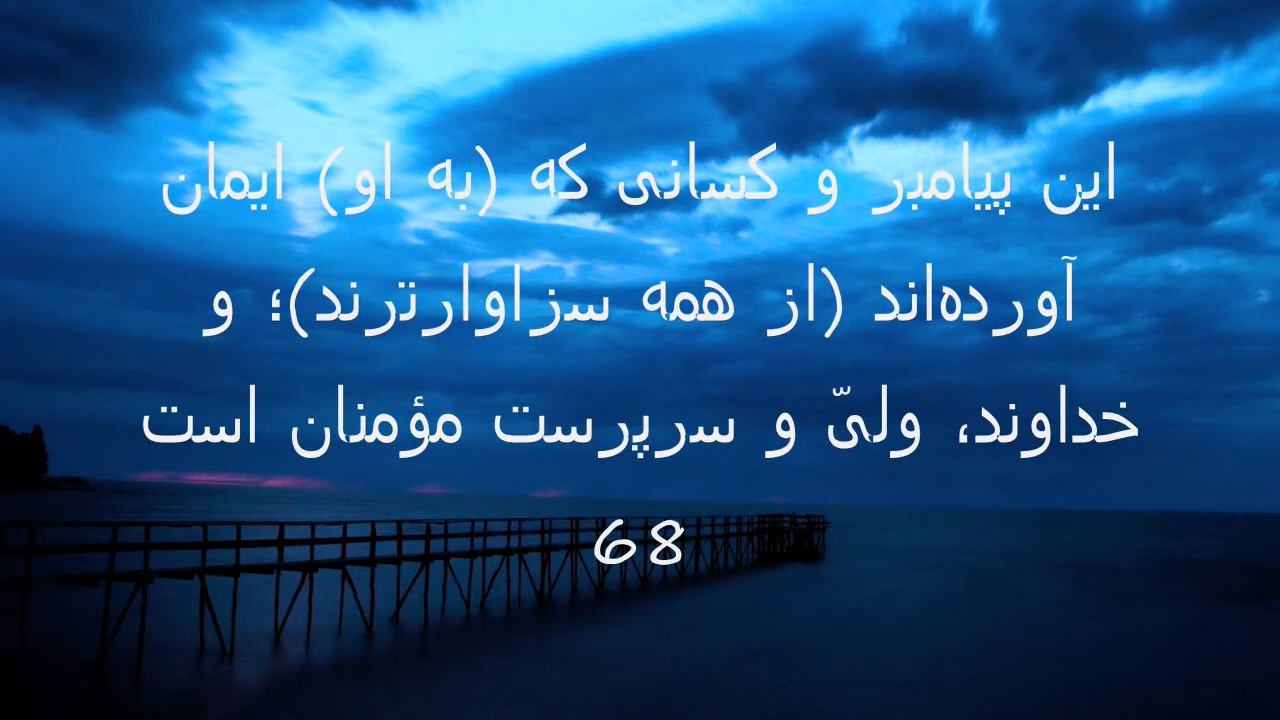 این پیامبر و کسانی که (به او) ایمان
آورده‌اند (از همه سزاوارترند)؛ و
خداوند، ولیّ و سرپرست مؤمنان است
68